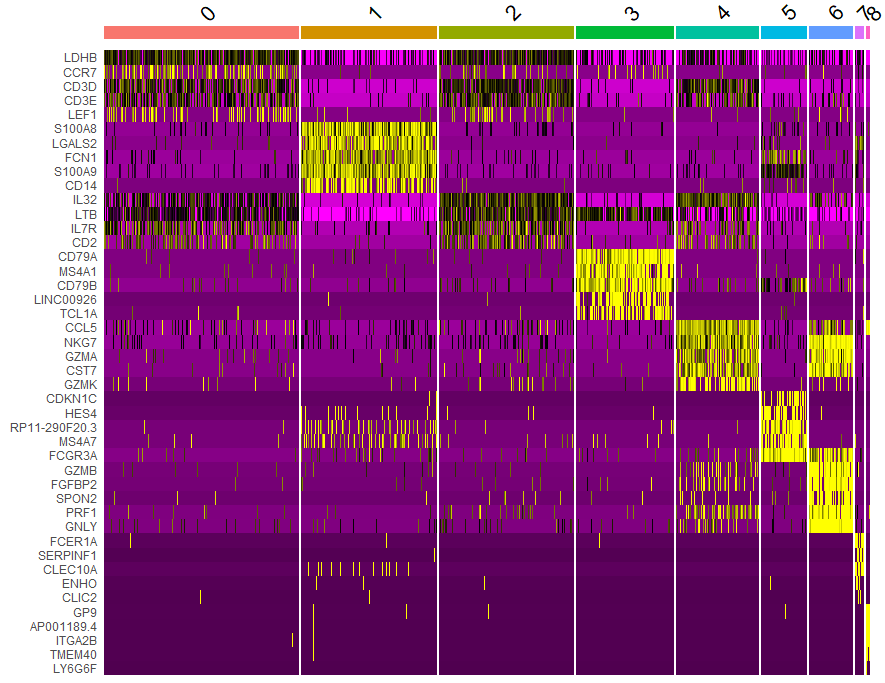 0 1 2 3 4 5 6 7 8
LDHB
CCR7
CD3D
CD3E
LEF1
S100A8
LGALS2
FCN1
S100A9
CD14
IL32
LTB
IL7R
CD2
CD79A
MS4A1
CD79B
LINC00926
TCL1A
CCL5
NKG7
GZMA
CST7
GZMK
CDKN1C
HES4
RP11-290F20.3
MS4A7
FCGR3A
GZMB
FGFBP2
SPON2
PRF1
GNLY
FCER1A
SERPINF1
CLEC10A
ENHO
CLIC2
GP9
AP001189.4
ITGA2B
TMEM40
LY6G6F